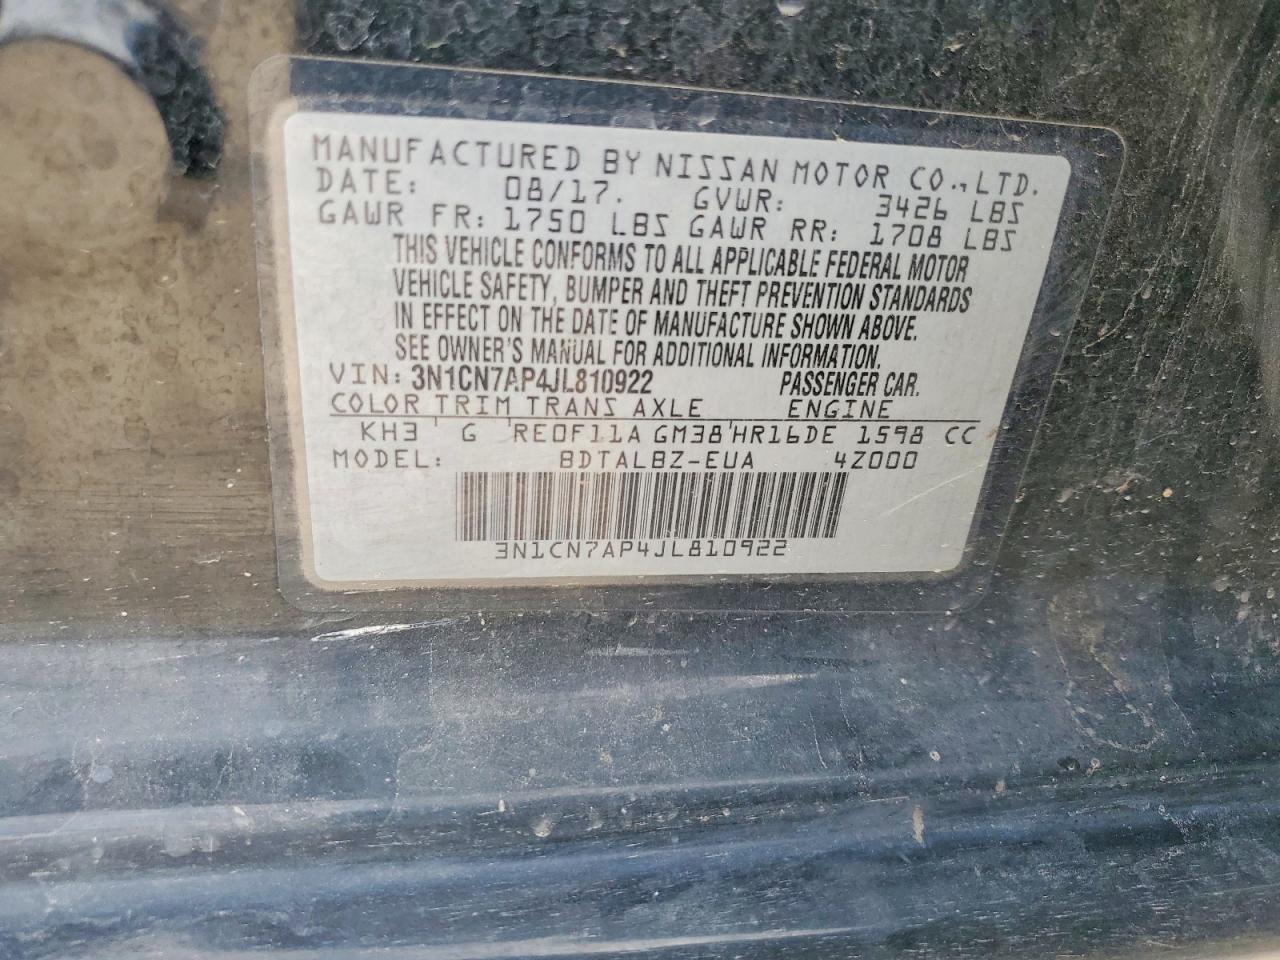 MANUFACTURED BY NISSAN MOTOR CO.,LTD.
DATE: 08/17. GVWR: 3426 LBS
GAWR FR: 1750 LBS GAWR RR: 1708 LBS
THIS VEHICLE CONFORMS TO ALL APPLICABLE FEDERAL MOTOR
VEHICLE SAFETY, BUMPER AND THEFT PREVENTION STANDARDS
IN EFFECT ON THE DATE OF MANUFACTURE SHOWN ABOVE.
SEE OWNER'S MANUAL FOR ADDITIONAL INFORMATION.
VIN: 3N1CN7AP4JL810922 PASSENGER CAR.
COLOR TRIM TRANS AXLE ENGINE
KH3 G RE0F11A GM38 HR16DE 1598 CC
MODEL: BDTALBZ-EUA 4Z000
3N1CN7AP4JL810922